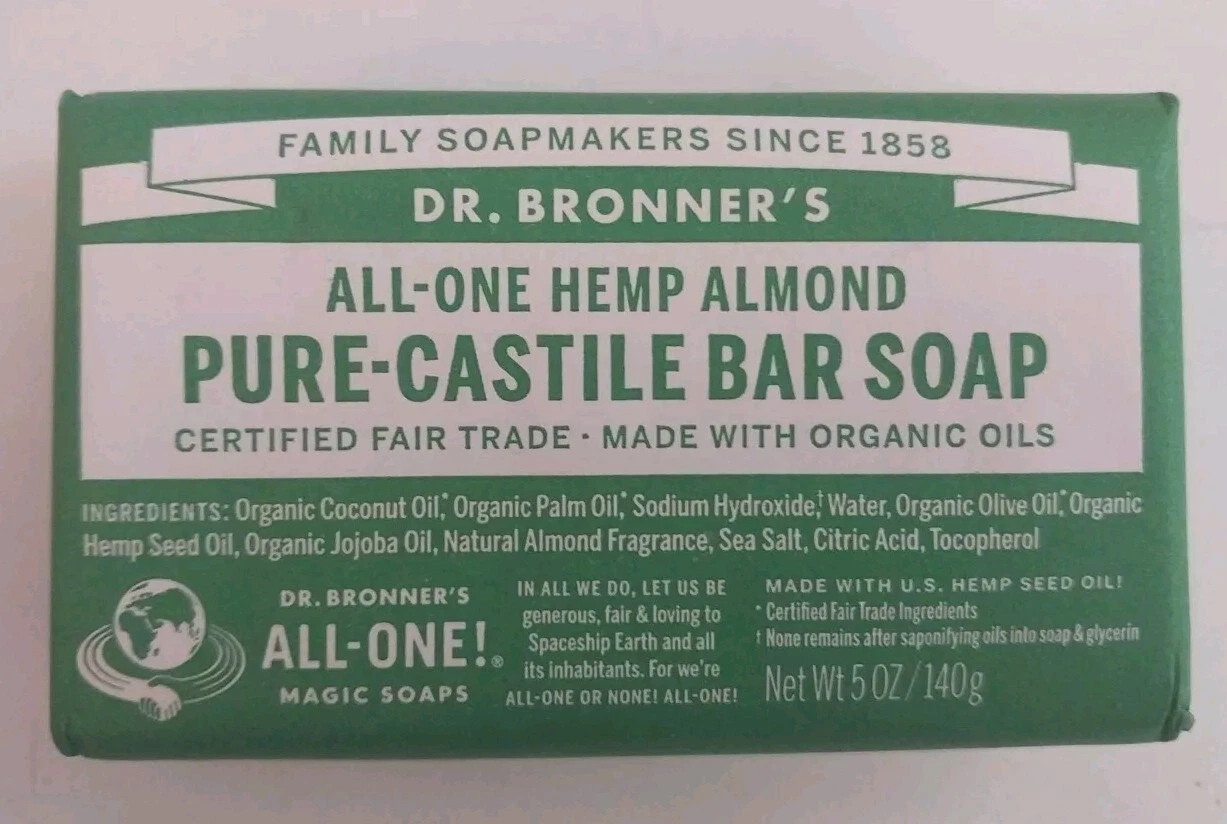 FAMILY SOAPMAKERS SINCE 1858
DR. BRONNER'S
ALL-ONE HEMP ALMOND
PURE-CASTILE BAR SOAP
CERTIFIED FAIR TRADE · MADE WITH ORGANIC OILS
INGREDIENTS: Organic Coconut Oil,* Organic Palm Oil,* Sodium Hydroxide,† Water, Organic Olive Oil,* Organic
Hemp Seed Oil, Organic Jojoba Oil, Natural Almond Fragrance, Sea Salt, Citric Acid, Tocopherol
DR. BRONNER'S
ALL-ONE!®
MAGIC SOAPS
IN ALL WE DO, LET US BE
generous, fair & loving to
Spaceship Earth and all
its inhabitants. For we're
ALL-ONE OR NONE! ALL-ONE!
MADE WITH U.S. HEMP SEED OIL!
* Certified Fair Trade Ingredients
† None remains after saponifying oils into soap & glycerin
Net Wt 5 OZ/140g